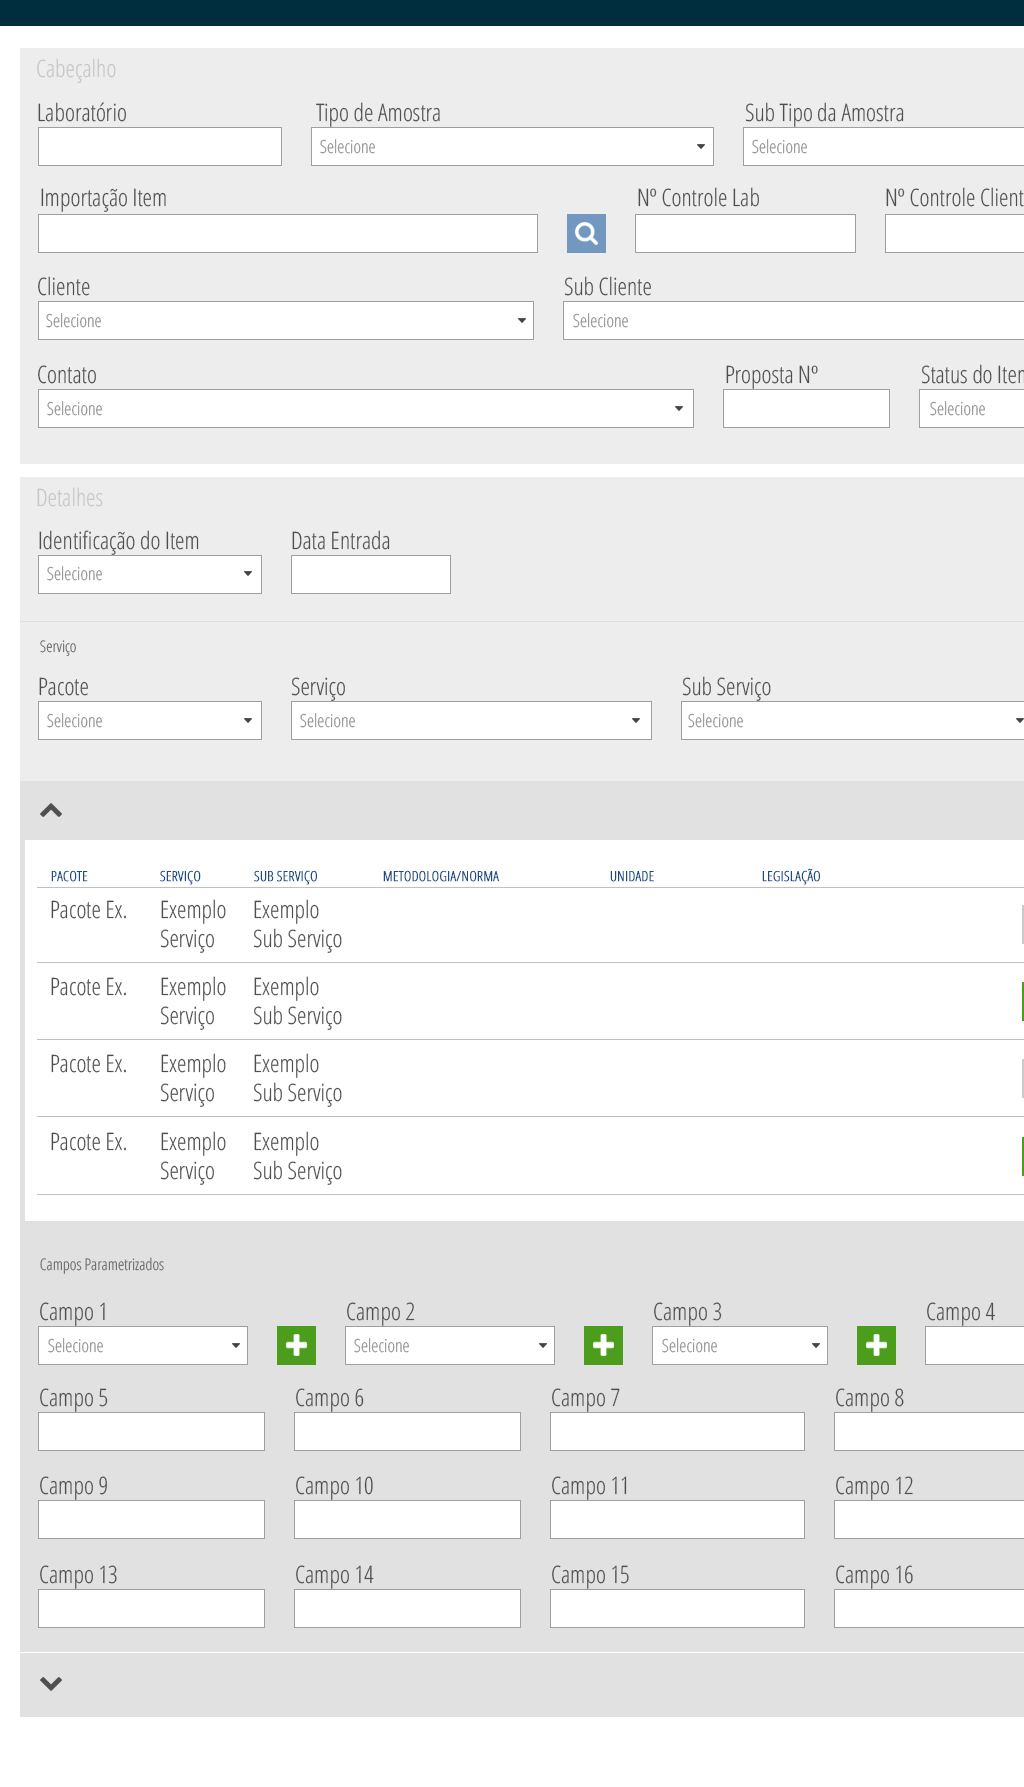 Cabeçalho
Laboratório Tipo de Amostra Sub Tipo da Amostra
Selecione Selecione
Importação Item Nº Controle Lab Nº Controle Client
Cliente Sub Cliente
Selecione Selecione
Contato Proposta Nº Status do Iten
Selecione Selecione
Detalhes
Identificação do Item Data Entrada
Selecione
Serviço
Pacote Serviço Sub Serviço
Selecione Selecione Selecione
PACOTE SERVIÇO SUB SERVIÇO METODOLOGIA/NORMA UNIDADE LEGISLAÇÃO
Pacote Ex. Exemplo Exemplo
Serviço Sub Serviço
Pacote Ex. Exemplo Exemplo
Serviço Sub Serviço
Pacote Ex. Exemplo Exemplo
Serviço Sub Serviço
Pacote Ex. Exemplo Exemplo
Serviço Sub Serviço
Campos Parametrizados
Campo 1 Campo 2 Campo 3 Campo 4
Selecione Selecione Selecione
Campo 5 Campo 6 Campo 7 Campo 8
Campo 9 Campo 10 Campo 11 Campo 12
Campo 13 Campo 14 Campo 15 Campo 16